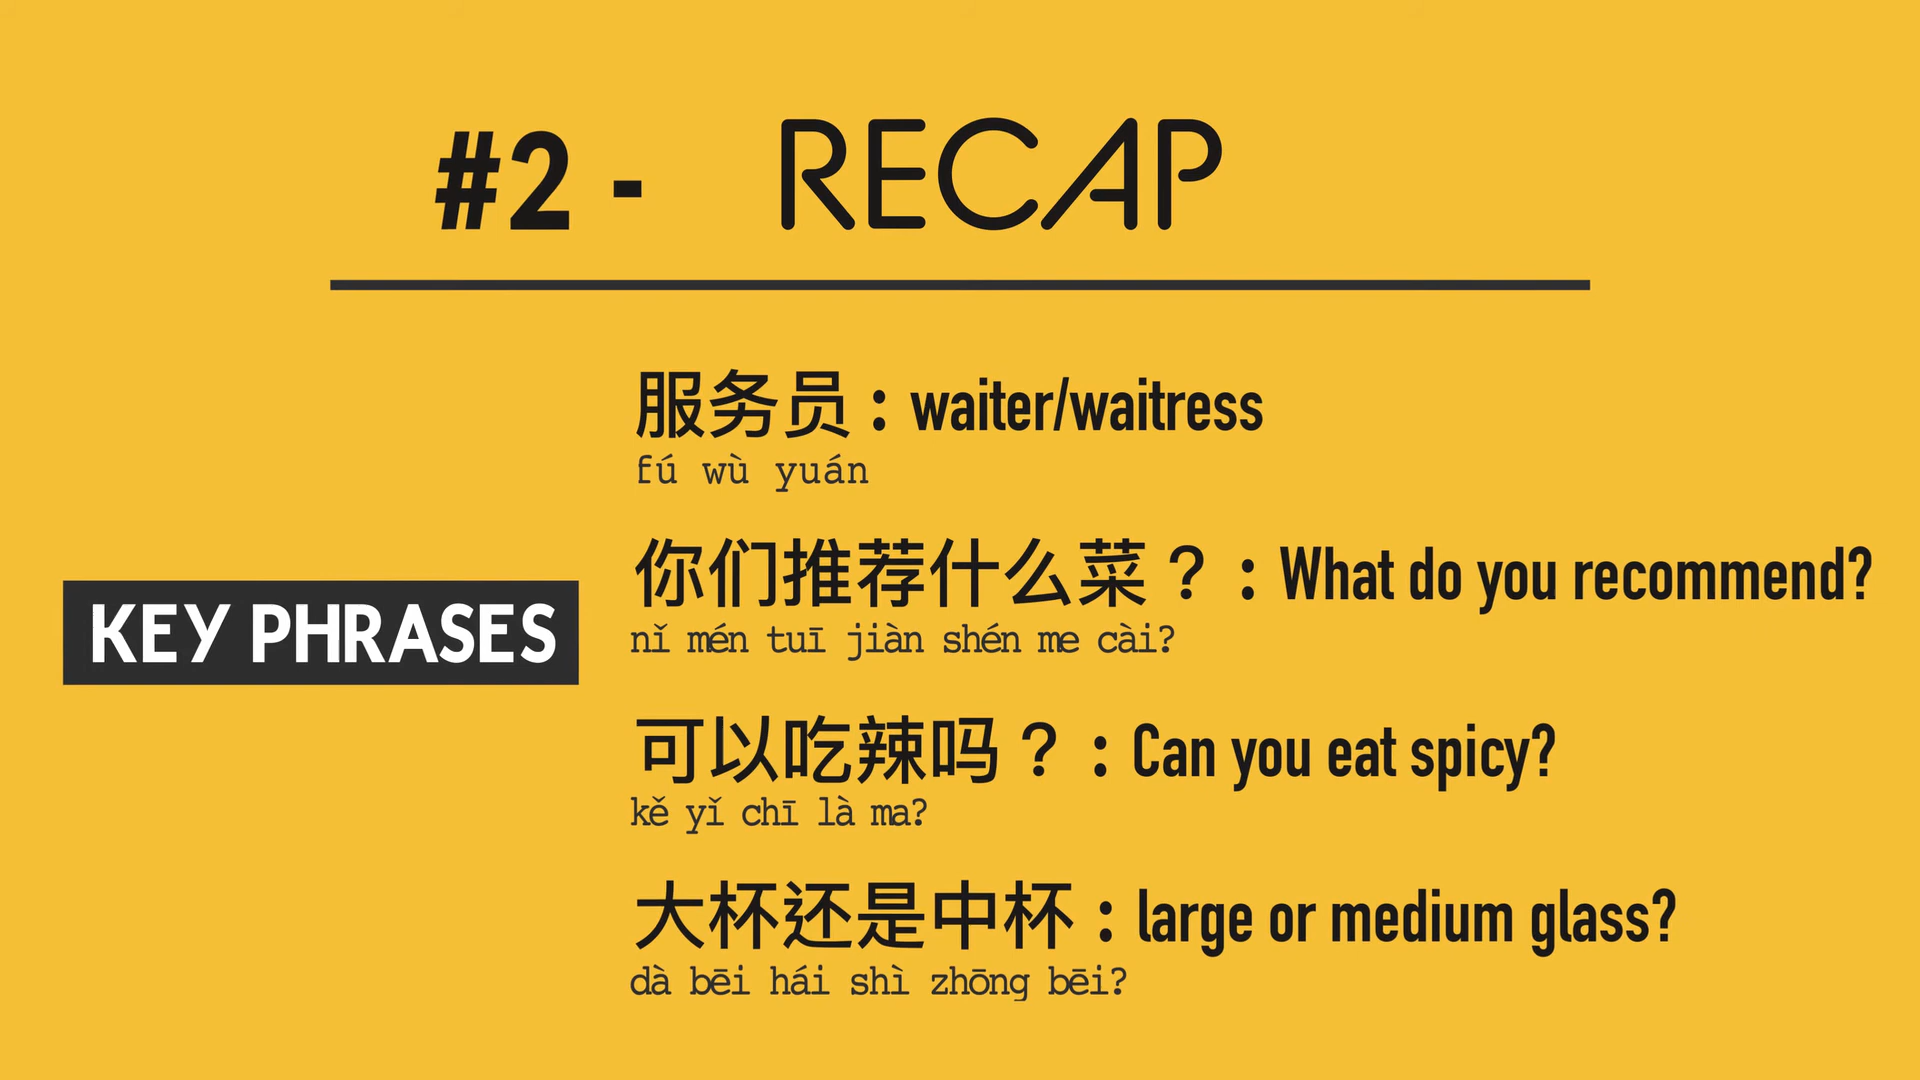 #2 - RECAP
服务员：waiter/waitress
fú wù yuán
你们推荐什么菜？：What do you recommend?
nǐ mén tuī jiàn shén me cài?
KEY PHRASES
可以吃辣吗？：Can you eat spicy?
kě yǐ chī là ma?
大杯还是中杯：large or medium glass?
dà bēi hái shì zhōng bēi?